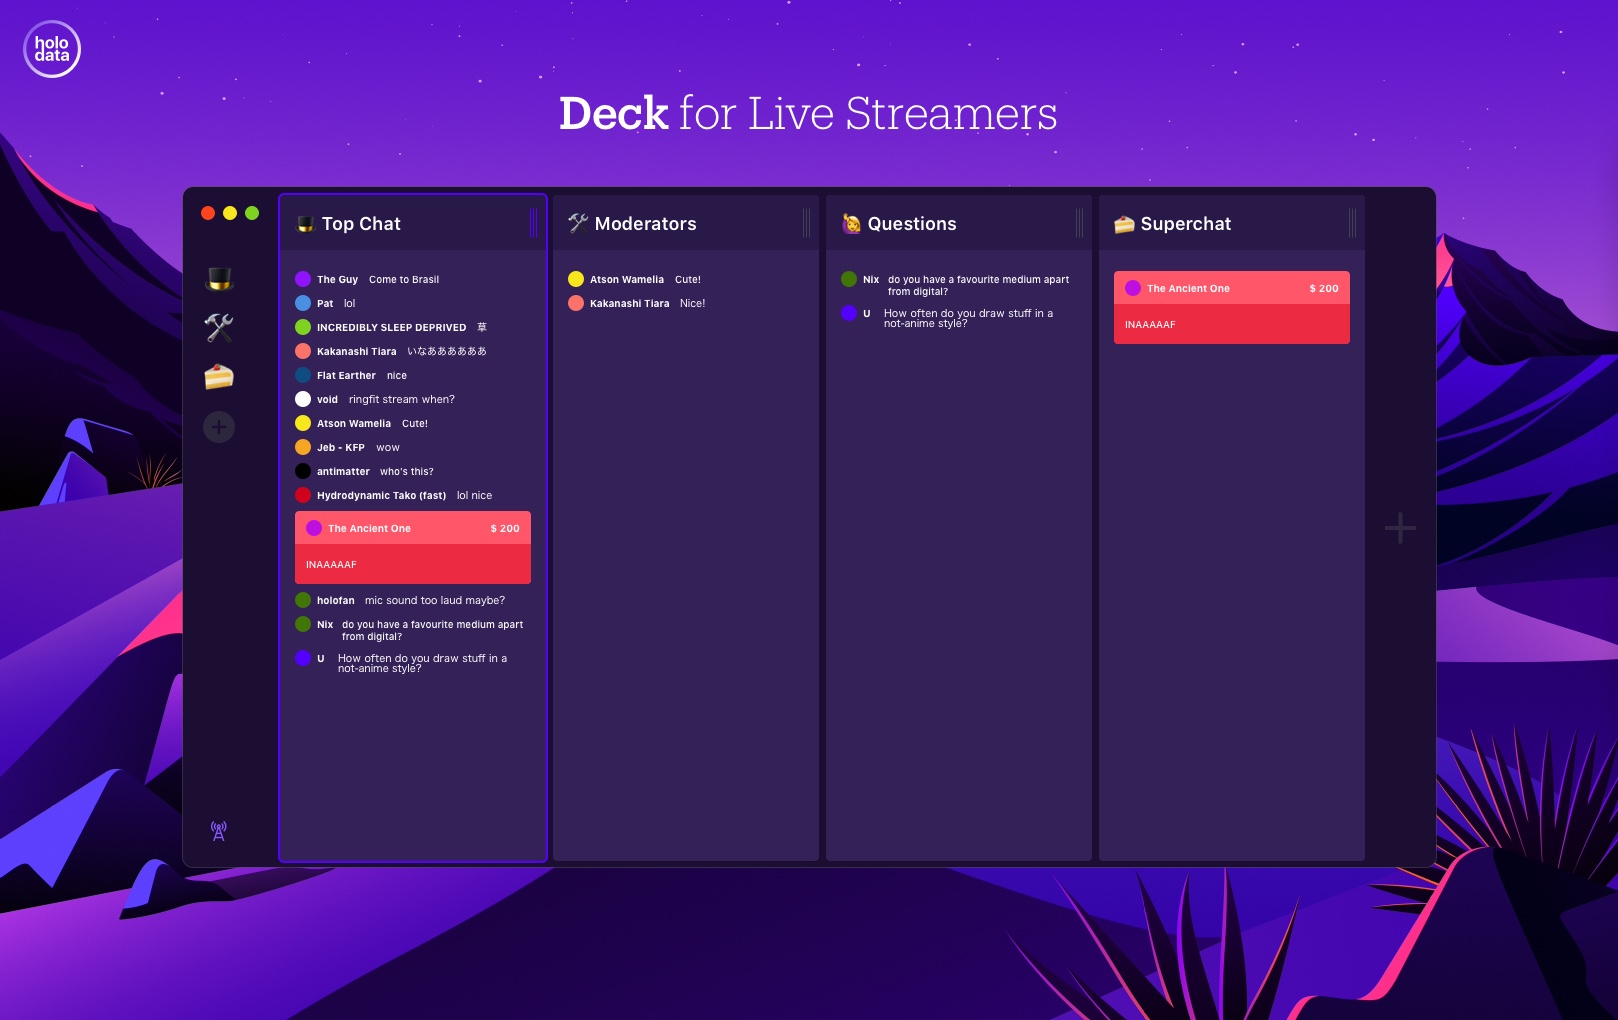 holo
data
Deck for Live Streamers
Top Chat
The Guy Come to Brasil
Pat lol
INCREDIBLY SLEEP DEPRIVED 草
Kakanashi Tiara いなああああああ
Flat Earther nice
void ringfit stream when?
Atson Wamelia Cute!
Jeb - KFP wow
antimatter who's this?
Hydrodynamic Tako (fast) lol nice
The Ancient One $ 200
INAAAAAF
holofan mic sound too laud maybe?
Nix do you have a favourite medium apart
from digital?
U How often do you draw stuff in a
not-anime style?
Moderators
Atson Wamelia Cute!
Kakanashi Tiara Nice!
Questions
Nix do you have a favourite medium apart
from digital?
U How often do you draw stuff in a
not-anime style?
Superchat
The Ancient One $ 200
INAAAAAF